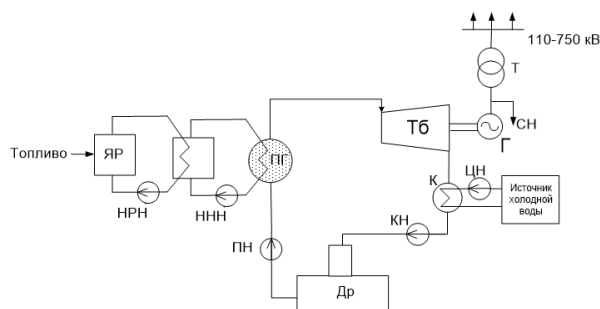 110-750 кВ
Т
СН
Г
Тб
Топливо
ЯР
ПГ
НРН
ННН
К
ЦН
Источник
холодной
воды
КН
ПН
Др